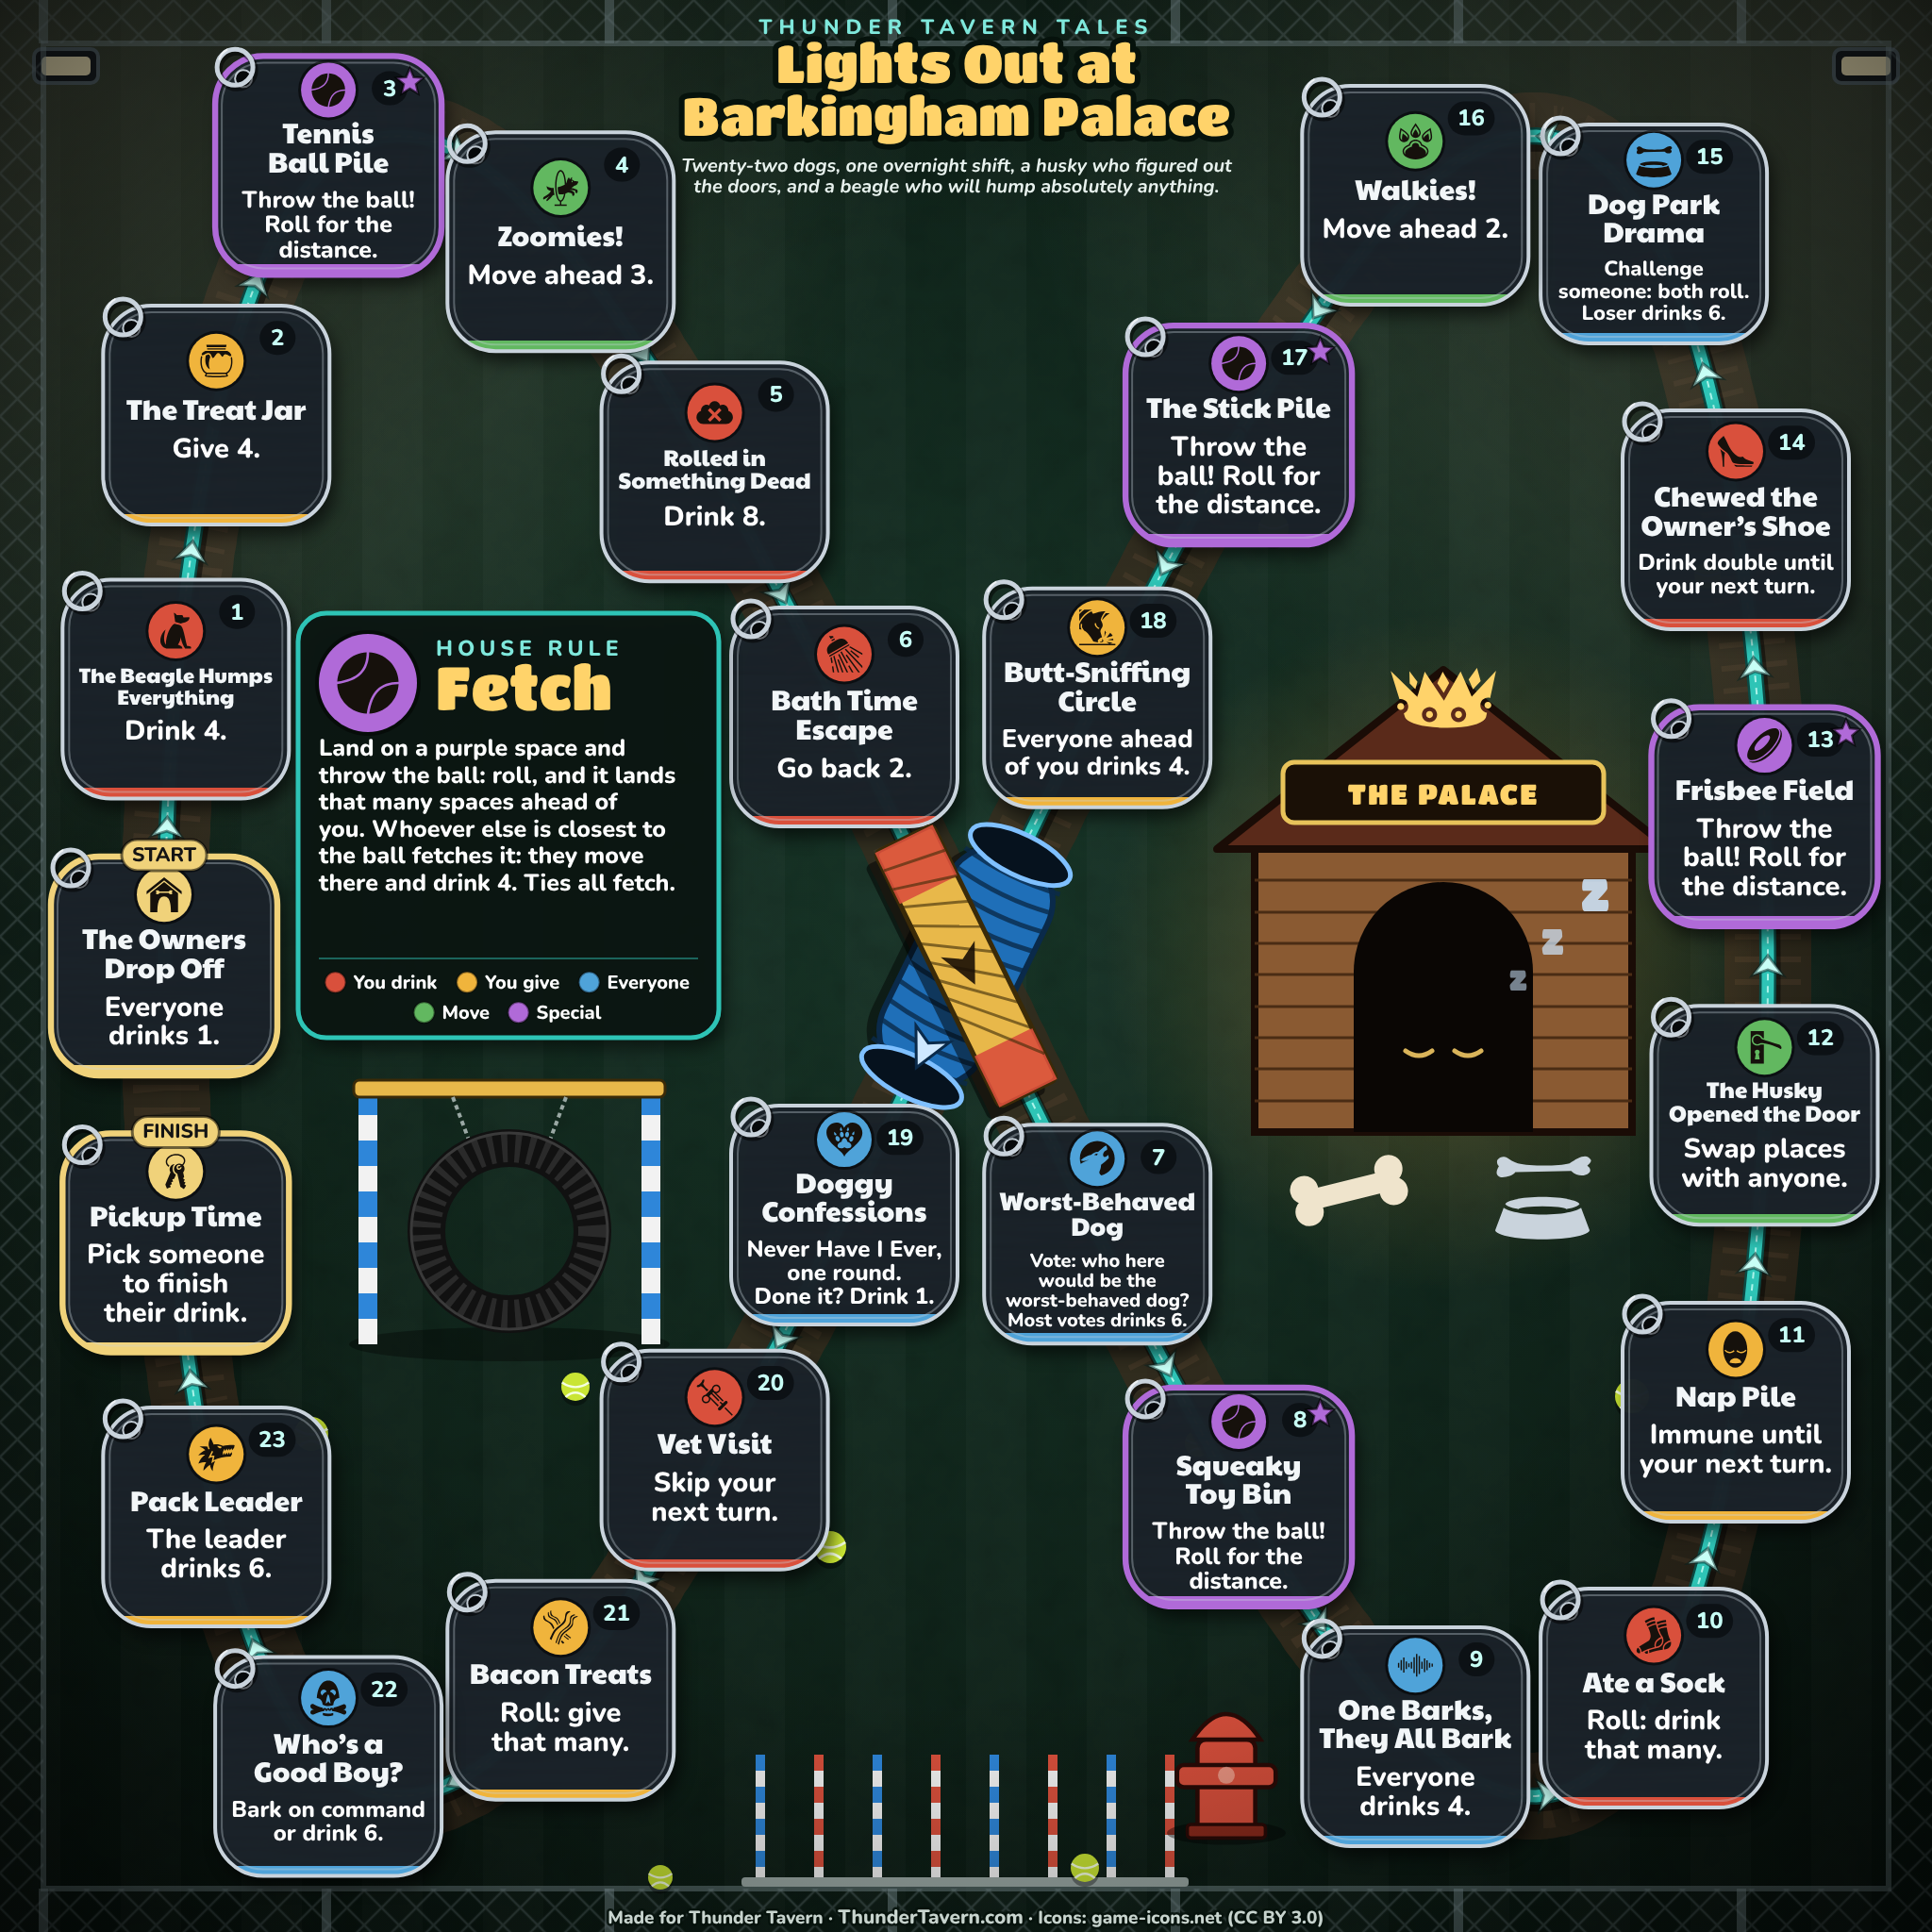 THUNDER TAVERN TALES
Lights Out at
Barkingham Palace
Twenty-two dogs, one overnight shift, a husky who figured out
the doors, and a beagle who will hump absolutely anything.
START
The Owners
Drop Off
Everyone
drinks 1.
1
The Beagle Humps
Everything
Drink 4.
2
The Treat Jar
Give 4.
3
Tennis
Ball Pile
Throw the ball!
Roll for the
distance.
4
Zoomies!
Move ahead 3.
5
Rolled in
Something Dead
Drink 8.
6
Bath Time
Escape
Go back 2.
HOUSE RULE
Fetch
Land on a purple space and
throw the ball: roll, and it lands
that many spaces ahead of
you. Whoever else is closest to
the ball fetches it: they move
there and drink 4. Ties all fetch.
You drink
You give
Everyone
Move
Special
7
Worst-Behaved
Dog
Vote: who here
would be the
worst-behaved dog?
Most votes drinks 6.
8
Squeaky
Toy Bin
Throw the ball!
Roll for the
distance.
9
One Barks,
They All Bark
Everyone
drinks 4.
10
Ate a Sock
Roll: drink
that many.
11
Nap Pile
Immune until
your next turn.
12
The Husky
Opened the Door
Swap places
with anyone.
13
Frisbee Field
Throw the
ball! Roll for
the distance.
14
Chewed the
Owner's Shoe
Drink double until
your next turn.
15
Dog Park
Drama
Challenge
someone: both roll.
Loser drinks 6.
16
Walkies!
Move ahead 2.
17
The Stick Pile
Throw the
ball! Roll for
the distance.
18
Butt-Sniffing
Circle
Everyone ahead
of you drinks 4.
THE PALACE
Z
Z
Z
19
Doggy
Confessions
Never Have I Ever,
one round.
Done it? Drink 1.
20
Vet Visit
Skip your
next turn.
21
Bacon Treats
Roll: give
that many.
22
Who's a
Good Boy?
Bark on command
or drink 6.
23
Pack Leader
The leader
drinks 6.
FINISH
Pickup Time
Pick someone
to finish
their drink.
Made for Thunder Tavern · ThunderTavern.com · Icons: game-icons.net (CC BY 3.0)